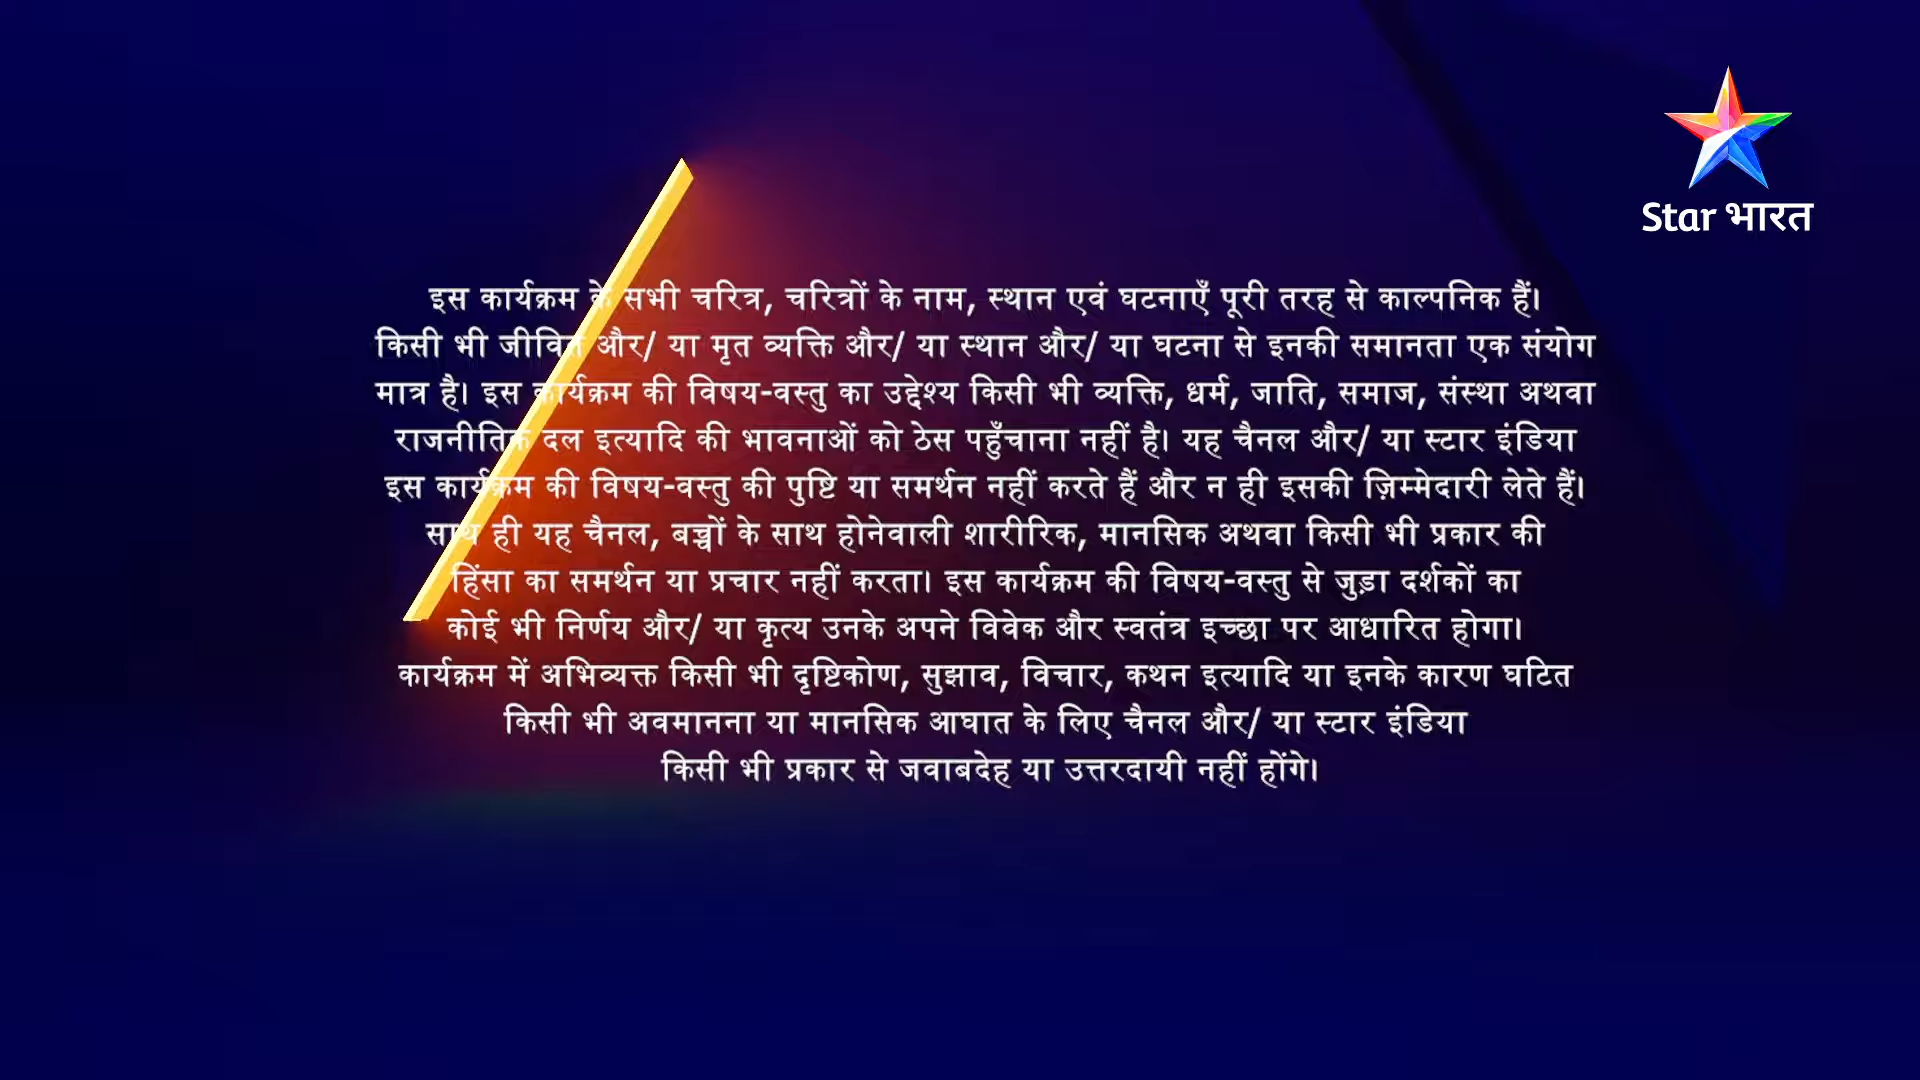 Star भारत
इस कार्यक्रम के सभी चरित्र, चरित्रों के नाम, स्थान एवं घटनाएँ पूरी तरह से काल्पनिक हैं।
किसी भी जीवित और/ या मृत व्यक्ति और/ या स्थान और/ या घटना से इनकी समानता एक संयोग
मात्र है। इस कार्यक्रम की विषय-वस्तु का उद्देश्य किसी भी व्यक्ति, धर्म, जाति, समाज, संस्था अथवा
राजनीतिक दल इत्यादि की भावनाओं को ठेस पहुँचाना नहीं है। यह चैनल और/ या स्टार इंडिया
इस कार्यक्रम की विषय-वस्तु की पुष्टि या समर्थन नहीं करते हैं और न ही इसकी ज़िम्मेदारी लेते हैं।
साथ ही यह चैनल, बच्चों के साथ होनेवाली शारीरिक, मानसिक अथवा किसी भी प्रकार की
हिंसा का समर्थन या प्रचार नहीं करता। इस कार्यक्रम की विषय-वस्तु से जुड़ा दर्शकों का
कोई भी निर्णय और/ या कृत्य उनके अपने विवेक और स्वतंत्र इच्छा पर आधारित होगा।
कार्यक्रम में अभिव्यक्त किसी भी दृष्टिकोण, सुझाव, विचार, कथन इत्यादि या इनके कारण घटित
किसी भी अवमानना या मानसिक आघात के लिए चैनल और/ या स्टार इंडिया
किसी भी प्रकार से जवाबदेह या उत्तरदायी नहीं होंगे।